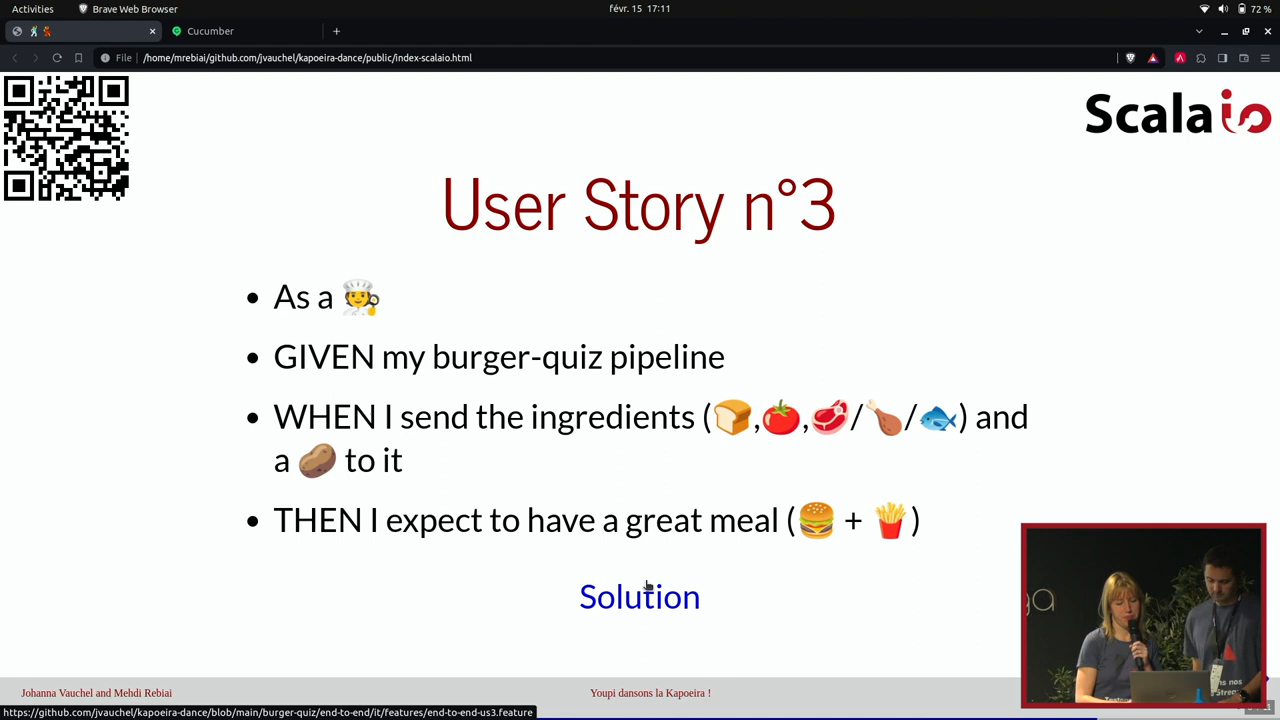 Activities
Brave Web Browser
févr. 15 17:11
72 %
Cucumber
File
/home/mrebiai/github.com/jvauchel/kapoeira-dance/public/index-scalaio.html
Scala io
User Story n°3
• As a 🧑‍🍳
• GIVEN my burger-quiz pipeline
• WHEN I send the ingredients (🍞,🍅,🥩/🍗/🐟) and
a 🥔 to it
• THEN I expect to have a great meal (🍔 + 🍟)
Solution
Johanna Vauchel and Mehdi Rebiai
Youpi dansons la Kapoeira !
https://github.com/jvauchel/kapoeira-dance/blob/main/burger-quiz/end-to-end/it/features/end-to-end-us3.feature